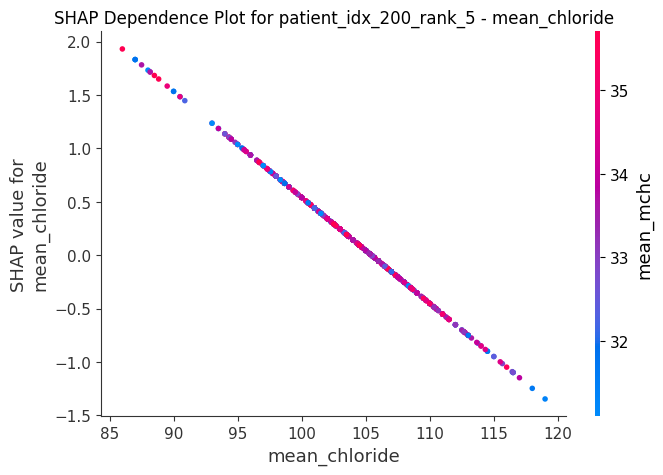 SHAP Dependence Plot for patient_idx_200_rank_5 - mean_chloride
2.0
1.5
1.0
0.5
0.0
−0.5
−1.0
−1.5
SHAP value for
mean_chloride
85 90 95 100 105 110 115 120
mean_chloride
35
34
33
32
mean_mchc